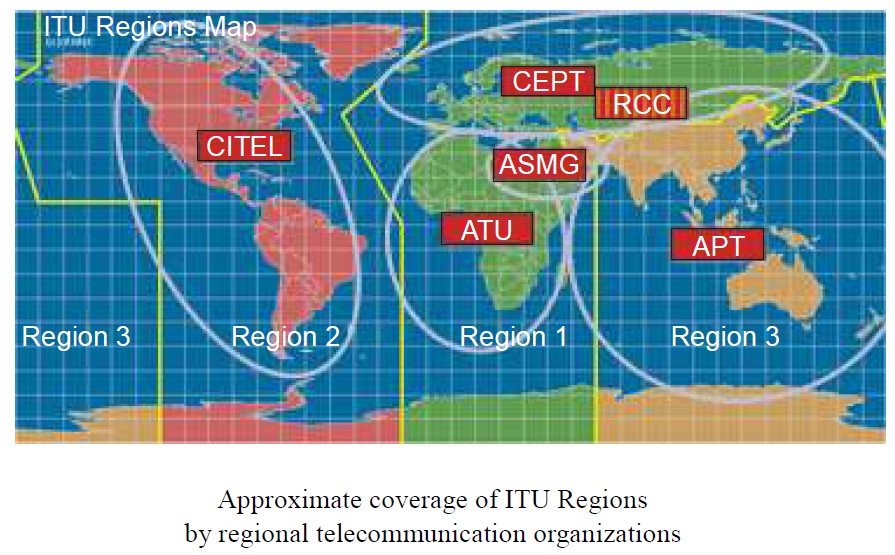 ITU Regions Map
CEPT
RCC
CITEL
ASMG
ATU
APT
Region 3
Region 2
Region 1
Region 3
Approximate coverage of ITU Regions
by regional telecommunication organizations